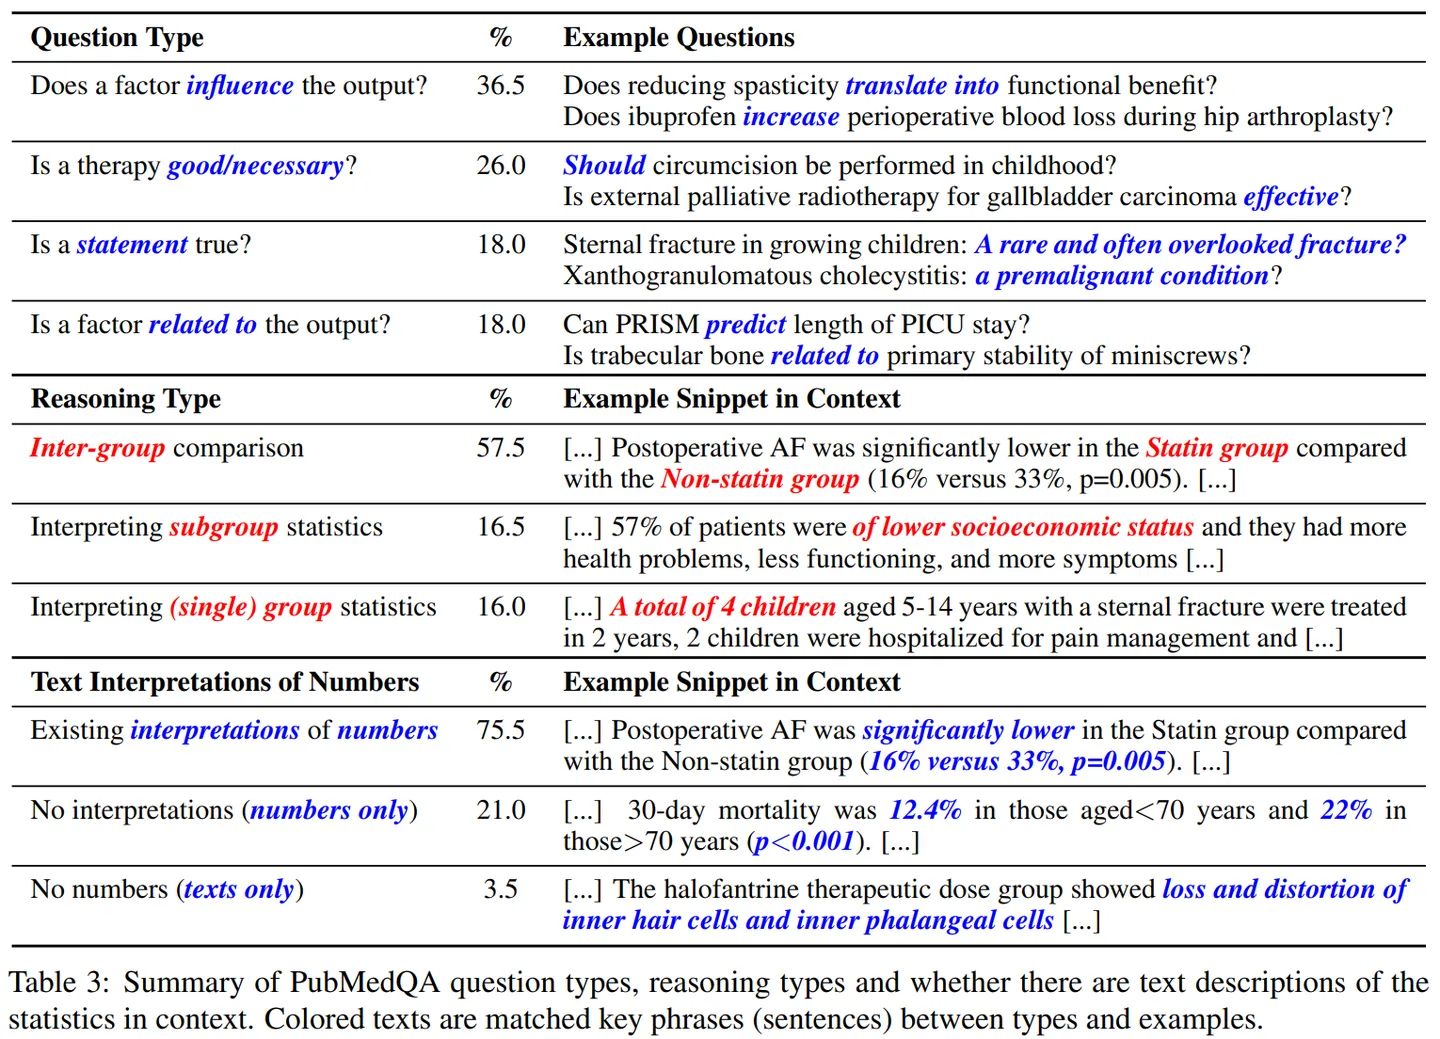 Question Type % Example Questions
Does a factor influence the output? 36.5 Does reducing spasticity translate into functional benefit?
Does ibuprofen increase perioperative blood loss during hip arthroplasty?
Is a therapy good/necessary? 26.0 Should circumcision be performed in childhood?
Is external palliative radiotherapy for gallbladder carcinoma effective?
Is a statement true? 18.0 Sternal fracture in growing children: A rare and often overlooked fracture?
Xanthogranulomatous cholecystitis: a premalignant condition?
Is a factor related to the output? 18.0 Can PRISM predict length of PICU stay?
Is trabecular bone related to primary stability of miniscrews?
Reasoning Type % Example Snippet in Context
Inter-group comparison 57.5 [...] Postoperative AF was significantly lower in the Statin group compared
with the Non-statin group (16% versus 33%, p=0.005). [...]
Interpreting subgroup statistics 16.5 [...] 57% of patients were of lower socioeconomic status and they had more
health problems, less functioning, and more symptoms [...]
Interpreting (single) group statistics 16.0 [...] A total of 4 children aged 5-14 years with a sternal fracture were treated
in 2 years, 2 children were hospitalized for pain management and [...]
Text Interpretations of Numbers % Example Snippet in Context
Existing interpretations of numbers 75.5 [...] Postoperative AF was significantly lower in the Statin group compared
with the Non-statin group (16% versus 33%, p=0.005). [...]
No interpretations (numbers only) 21.0 [...] 30-day mortality was 12.4% in those aged<70 years and 22% in
those>70 years (p<0.001). [...]
No numbers (texts only) 3.5 [...] The halofantrine therapeutic dose group showed loss and distortion of
inner hair cells and inner phalangeal cells [...]
Table 3: Summary of PubMedQA question types, reasoning types and whether there are text descriptions of the
statistics in context. Colored texts are matched key phrases (sentences) between types and examples.